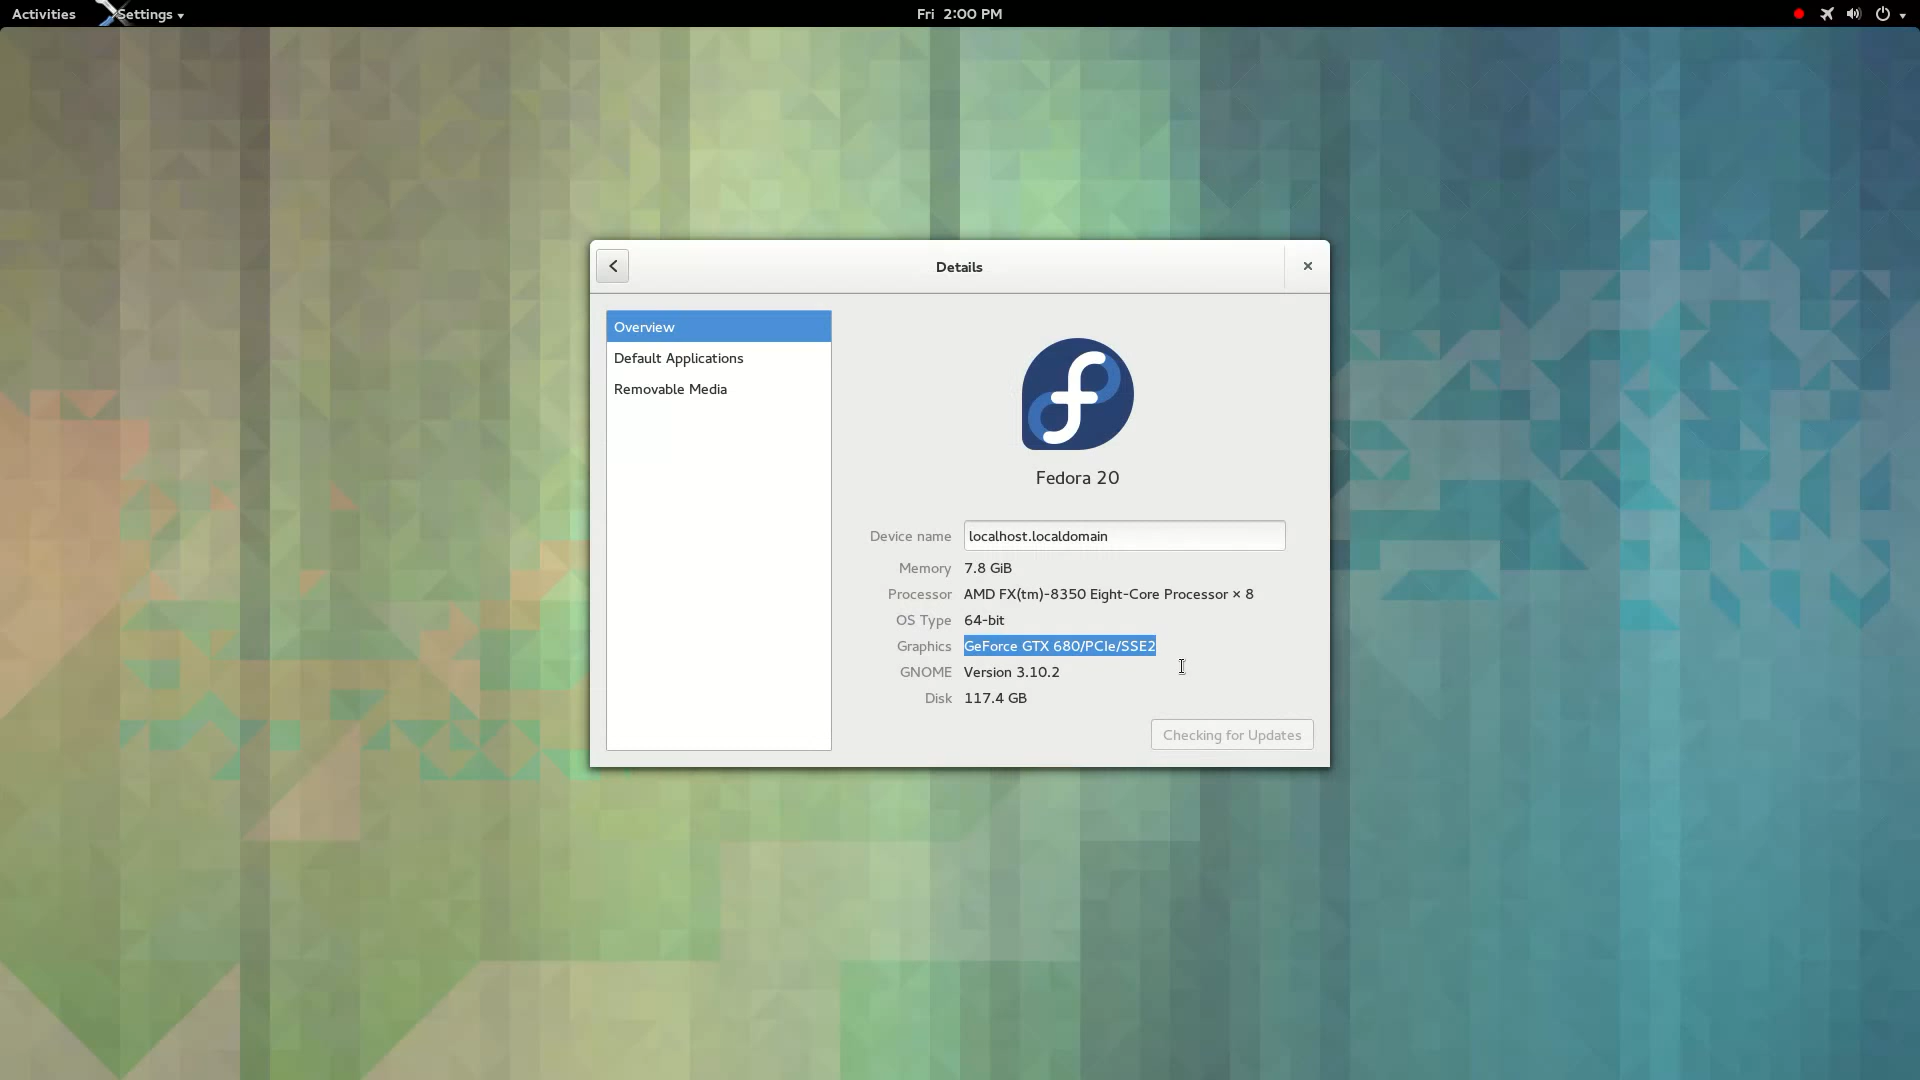 Activities Settings Fri 2:00 PM
Details
Overview
Default Applications
Removable Media
Fedora 20
Device name localhost.localdomain
Memory 7.8 GiB
Processor AMD FX(tm)-8350 Eight-Core Processor × 8
OS Type 64-bit
Graphics GeForce GTX 680/PCIe/SSE2
GNOME Version 3.10.2
Disk 117.4 GB
Checking for Updates